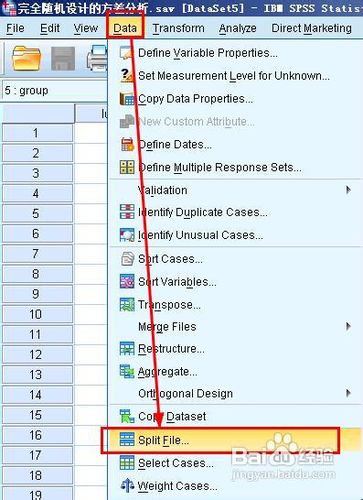 完全随机设计的方差分析.sav [DataSet5] - IBM SPSS Statis
File Edit View Data Transform Analyze Direct Marketing
5 : group
Define Variable Properties...
Set Measurement Level for Unknown...
1
Copy Data Properties...
2
New Custom Attribute...
3
Define Dates...
4
Define Multiple Response Sets...
5
Validation
6
Identify Duplicate Cases...
7
Identify Unusual Cases...
8
Sort Cases...
9
Sort Variables...
10
Transpose...
11
Merge Files
12
Restructure...
13
Aggregate...
14
Orthogonal Design
15
Copy Dataset
16
Split File...
17
Select Cases...
18
Weight Cases...
Baidu 经验
jingyan.baidu.com